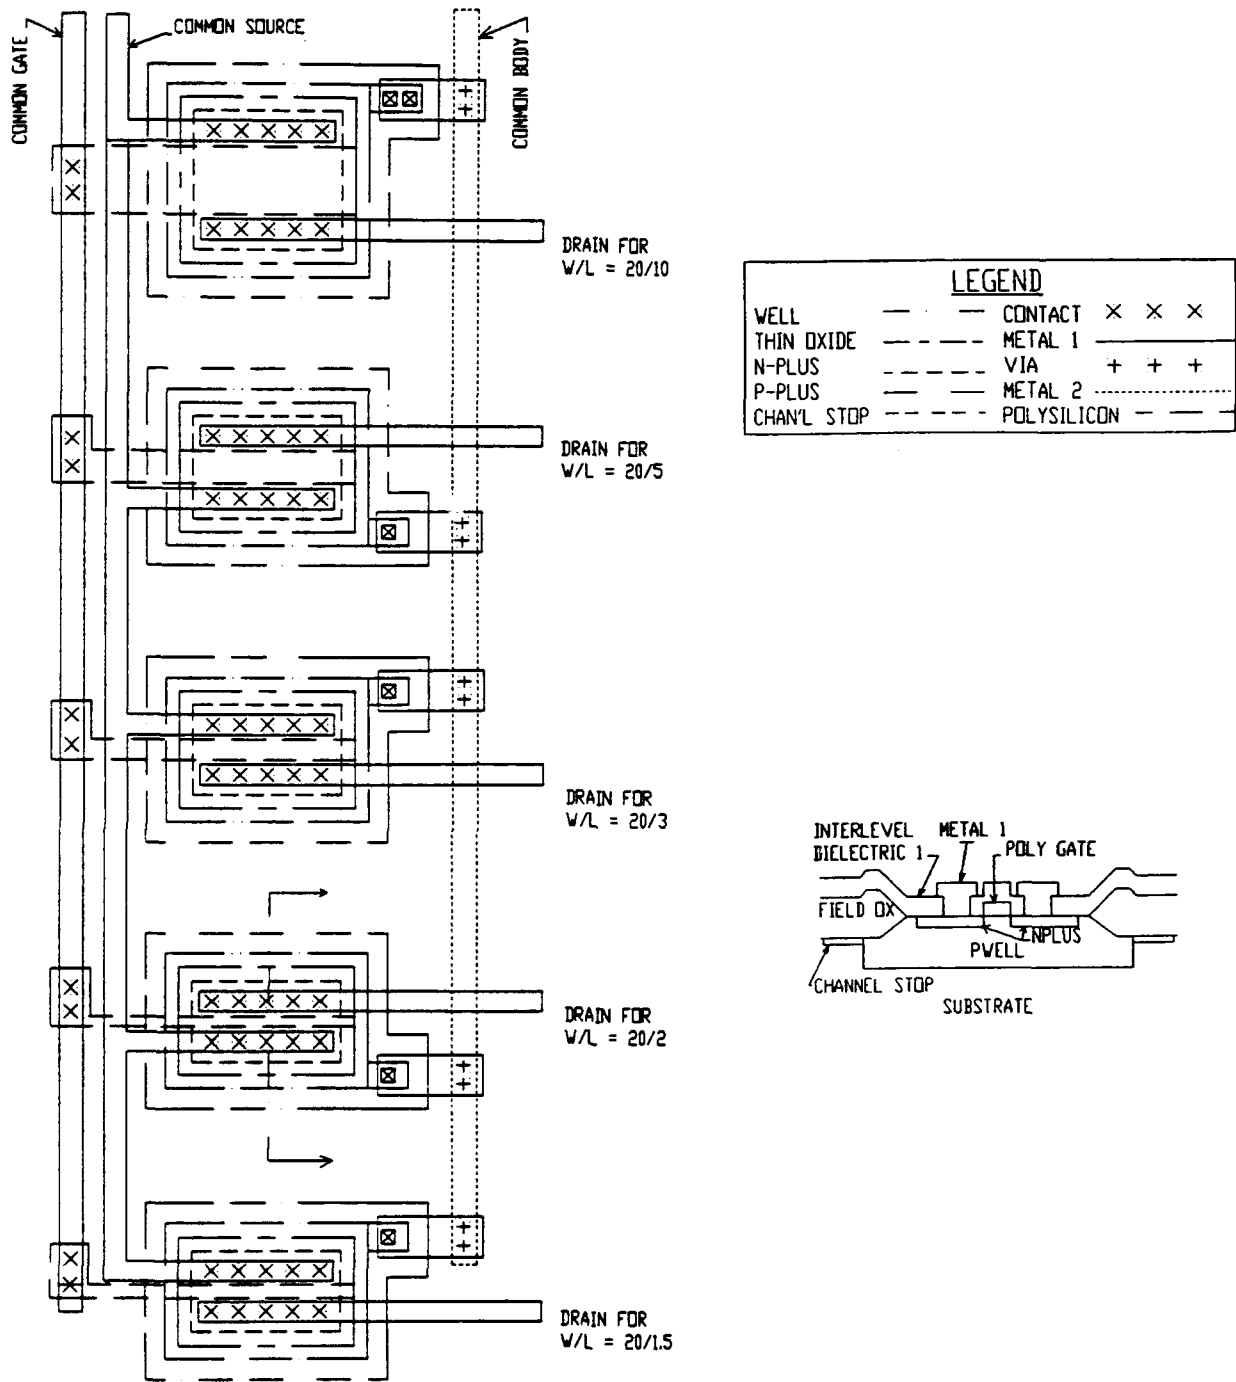 COMMON GATE
COMMON SOURCE
COMMON BODY
DRAIN FOR
W/L = 20/10
DRAIN FOR
W/L = 20/5
DRAIN FOR
W/L = 20/3
DRAIN FOR
W/L = 20/2
DRAIN FOR
W/L = 20/1.5
LEGEND
WELL CONTACT
THIN OXIDE METAL 1
N-PLUS VIA + + +
P-PLUS METAL 2
CHAN'L STOP POLYSILICON
INTERLEVEL METAL 1
DIELECTRIC 1 POLY GATE
FIELD OX
NPLUS
PWELL
CHANNEL STOP
SUBSTRATE